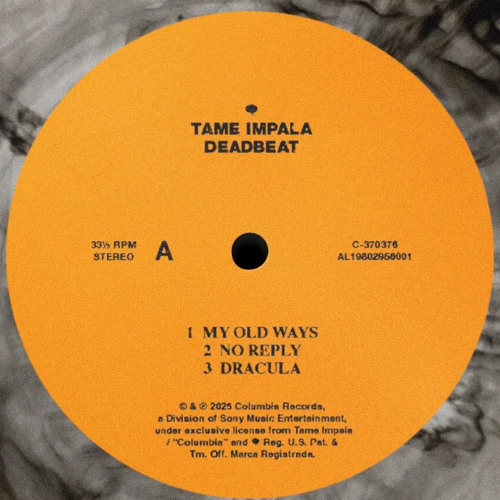 TAME IMPALA
DEADBEAT
33⅓ RPM
STEREO
A
C-370376
AL19802956001
1 MY OLD WAYS
2 NO REPLY
3 DRACULA
© & ℗ 2025 Columbia Records,
a Division of Sony Music Entertainment,
under exclusive license from Tame Impala
/ "Columbia" and Reg. U.S. Pat. &
Tm. Off. Marca Registrada.